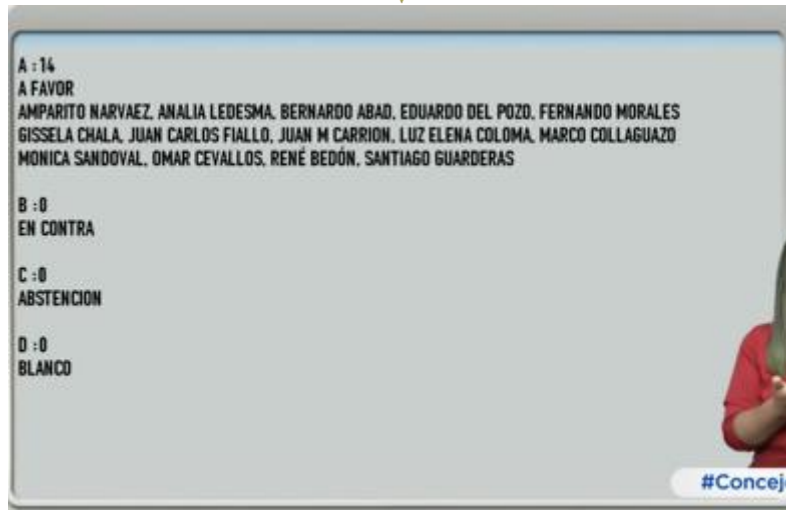 A : 14
A FAVOR
AMPARITO NARVAEZ, ANALIA LEDESMA, BERNARDO ABAD, EDUARDO DEL POZO, FERNANDO MORALES
GISSELA CHALA, JUAN CARLOS FIALLO, JUAN M CARRION, LUZ ELENA COLOMA, MARCO COLLAGUAZO
MONICA SANDOVAL, OMAR CEVALLOS, RENÉ BEDÓN, SANTIAGO GUARDERAS
B : 0
EN CONTRA
C : 0
ABSTENCION
D : 0
BLANCO
#Concej